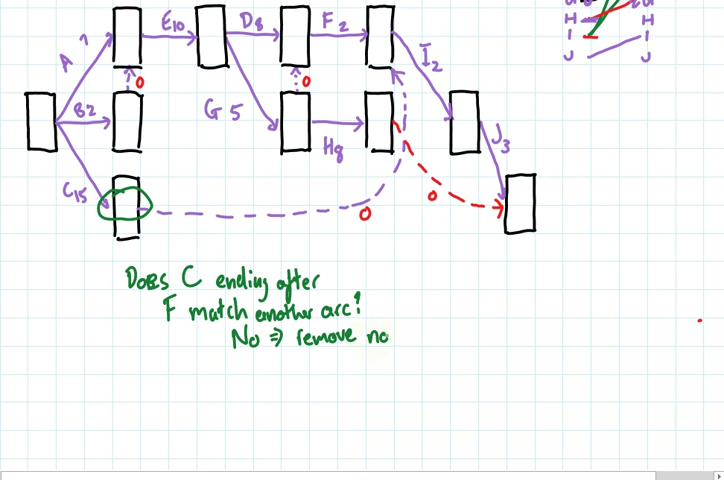 E10
D8
F2
A
I2
0
0
B2
G 5
H8
J3
C15
0
0
H
H
I
I
J
J
DOES C ending after
F match another arc?
No ⇒ remove no